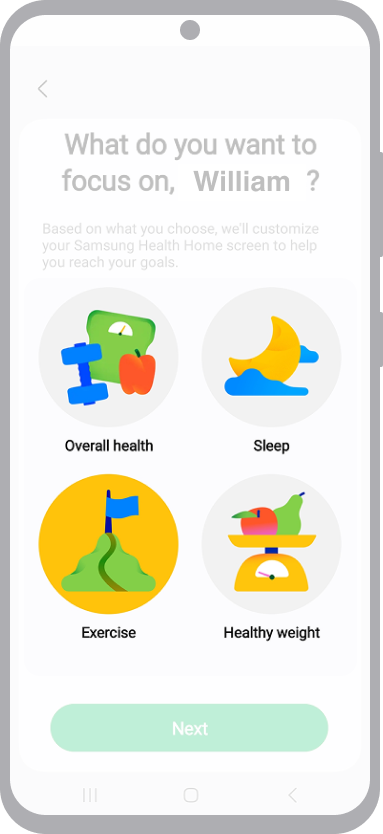 What do you want to
focus on, William ?
Based on what you choose, we'll customize
your Samsung Health Home screen to help
you reach your goals.
Overall health
Sleep
Exercise
Healthy weight
Next